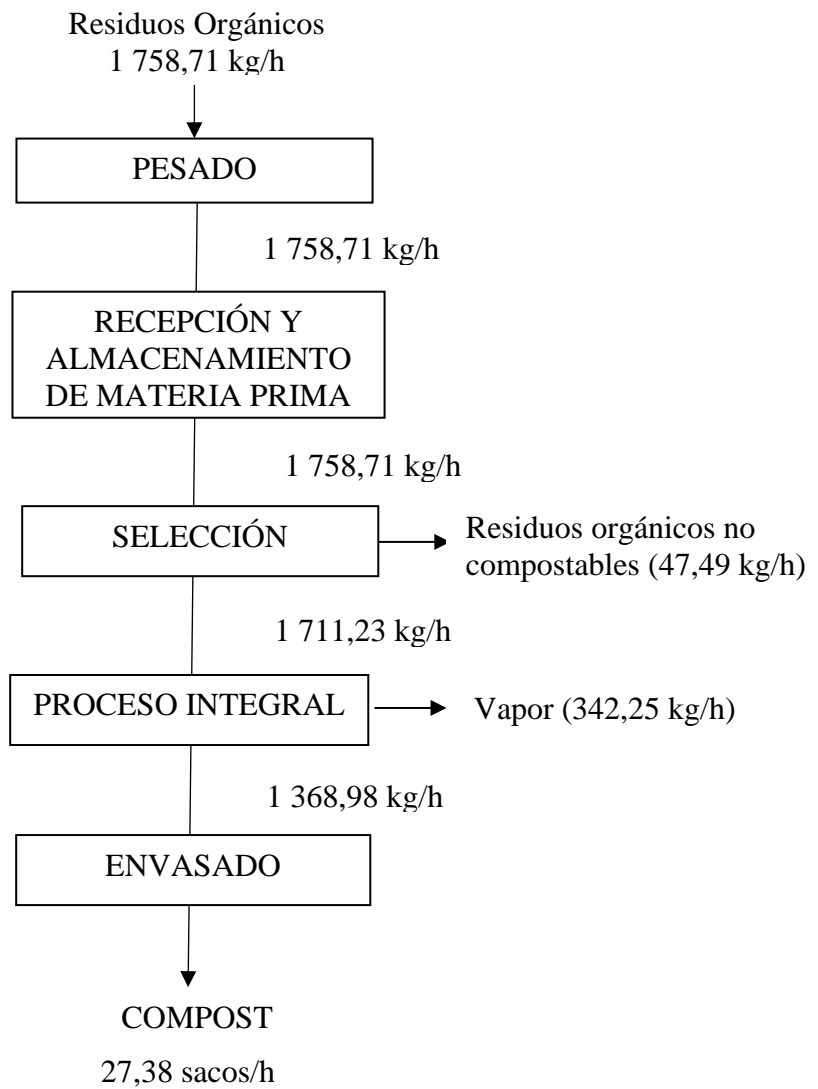 Residuos Orgánicos
1 758,71 kg/h
PESADO
1 758,71 kg/h
RECEPCIÓN Y
ALMACENAMIENTO
DE MATERIA PRIMA
1 758,71 kg/h
SELECCIÓN
Residuos orgánicos no
compostables (47,49 kg/h)
1 711,23 kg/h
PROCESO INTEGRAL
Vapor (342,25 kg/h)
1 368,98 kg/h
ENVASADO
COMPOST
27,38 sacos/h